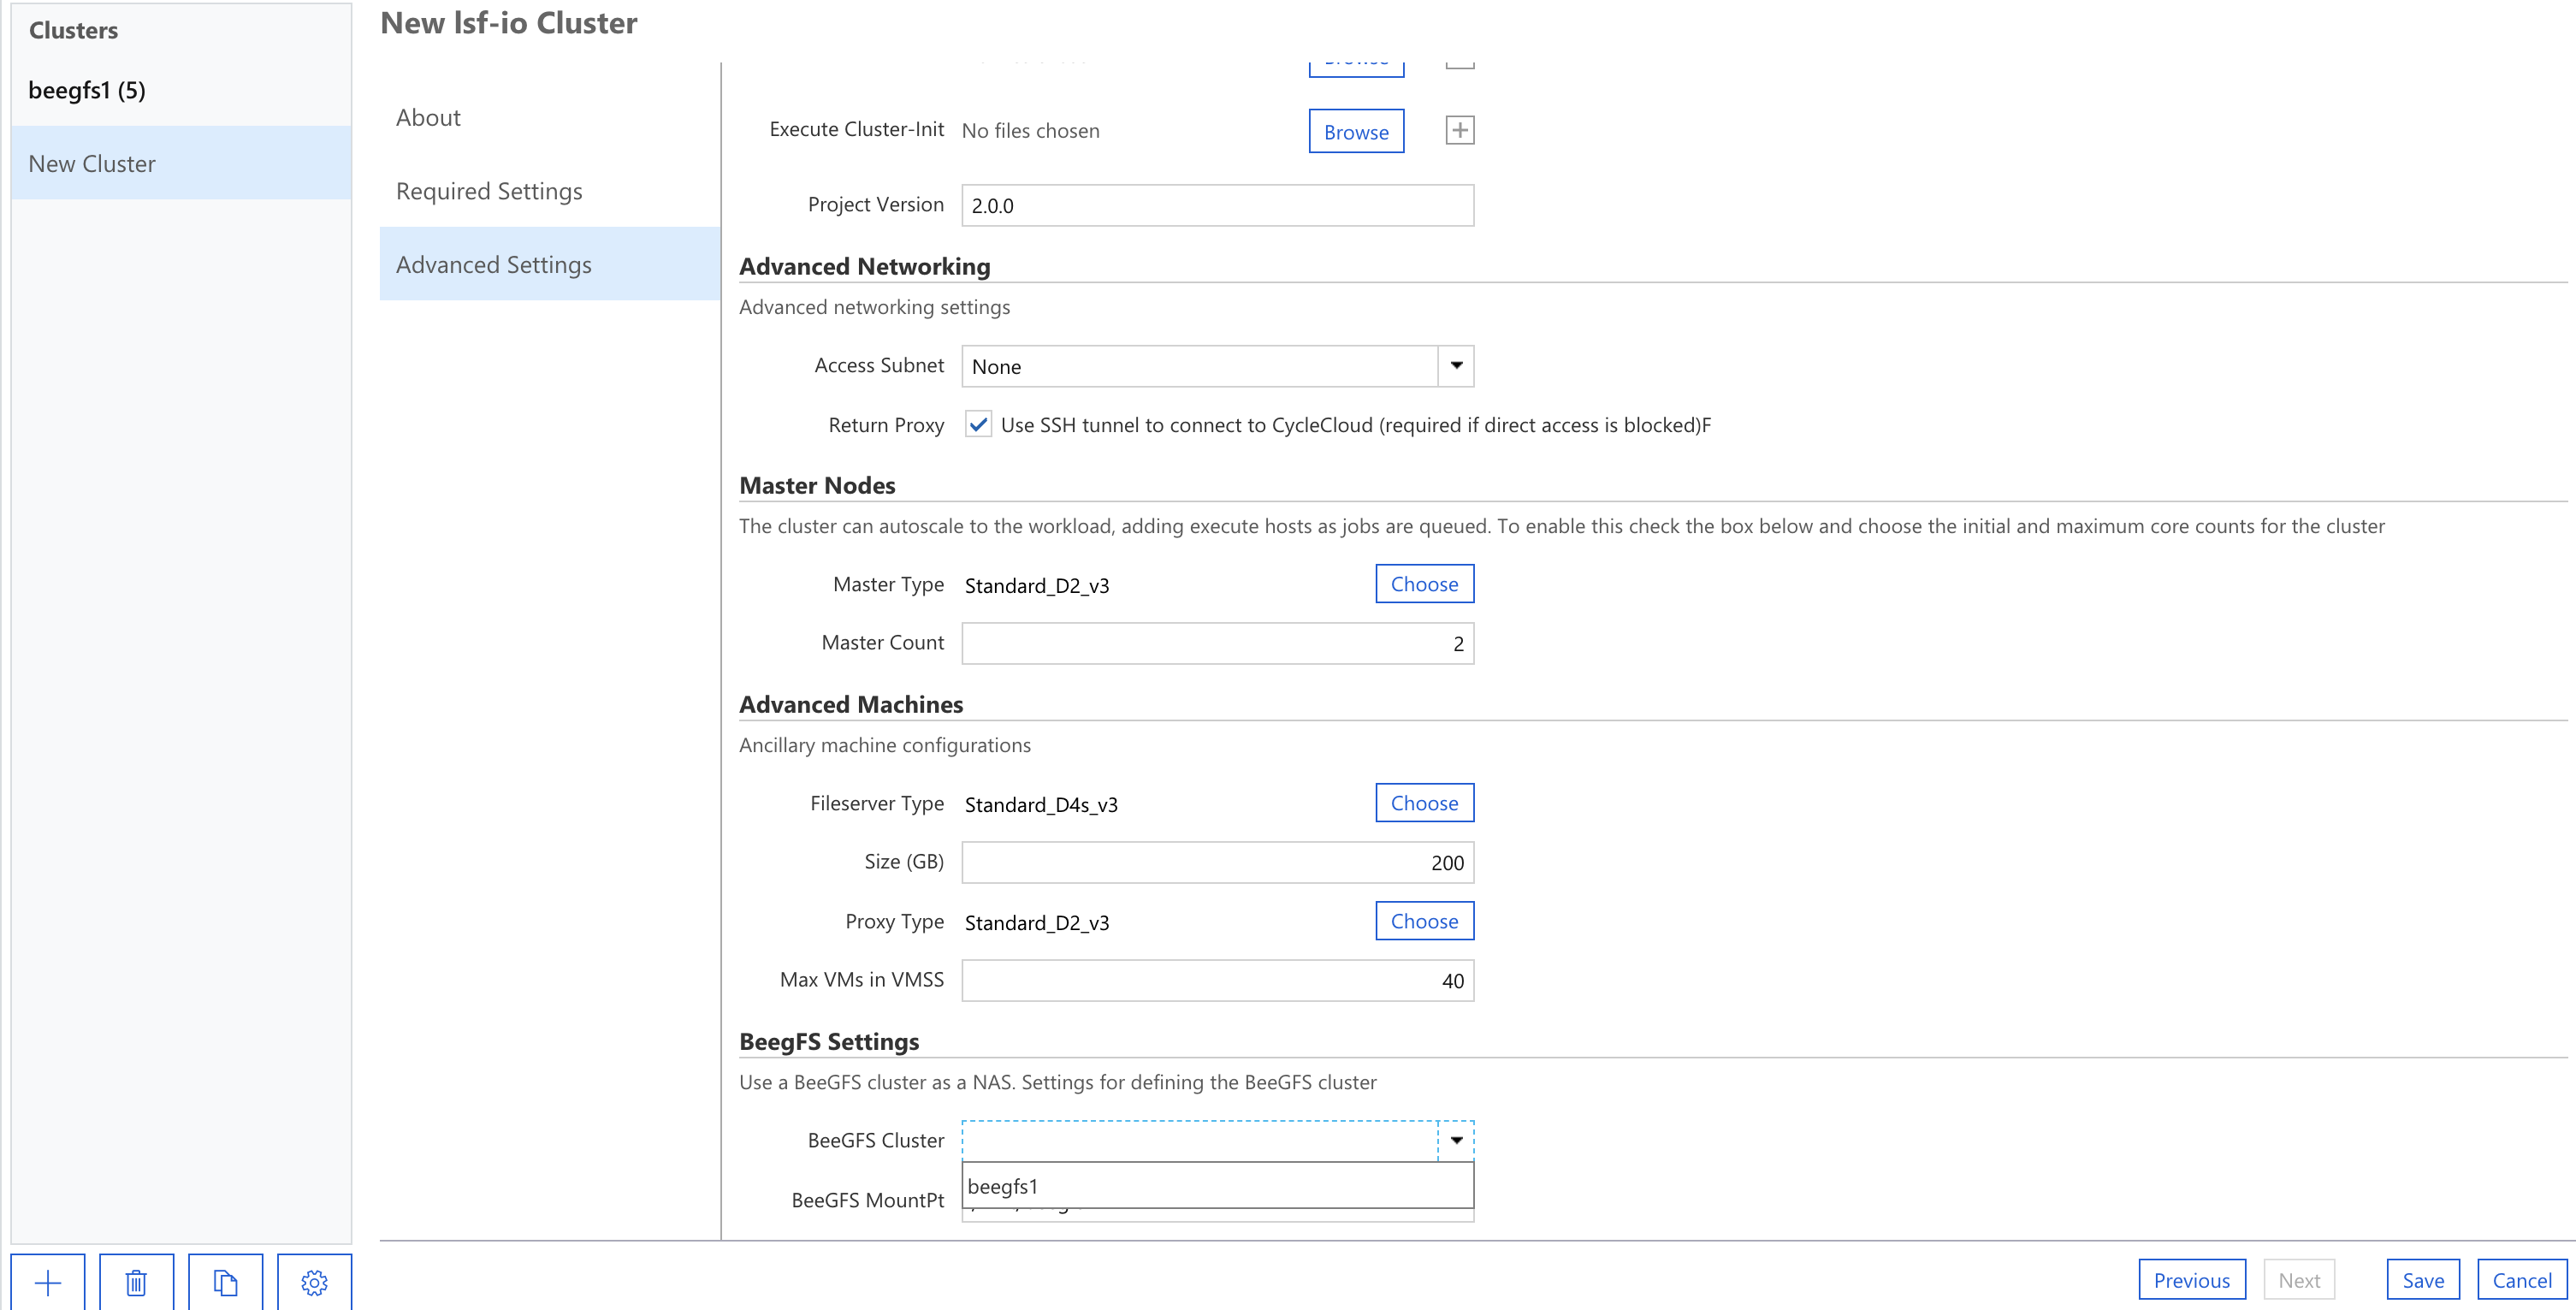 Clusters
beegfs1 (5)
New Cluster
New lsf-io Cluster
About
Required Settings
Advanced Settings
Execute Cluster-Init No files chosen Browse
Project Version 2.0.0
Advanced Networking
Advanced networking settings
Access Subnet None
Return Proxy Use SSH tunnel to connect to CycleCloud (required if direct access is blocked)F
Master Nodes
The cluster can autoscale to the workload, adding execute hosts as jobs are queued. To enable this check the box below and choose the initial and maximum core counts for the cluster
Master Type Standard_D2_v3 Choose
Master Count 2
Advanced Machines
Ancillary machine configurations
Fileserver Type Standard_D4s_v3 Choose
Size (GB) 200
Proxy Type Standard_D2_v3 Choose
Max VMs in VMSS 40
BeegFS Settings
Use a BeeGFS cluster as a NAS. Settings for defining the BeeGFS cluster
BeeGFS Cluster
beegfs1
BeeGFS MountPt
Previous Next Save Cancel